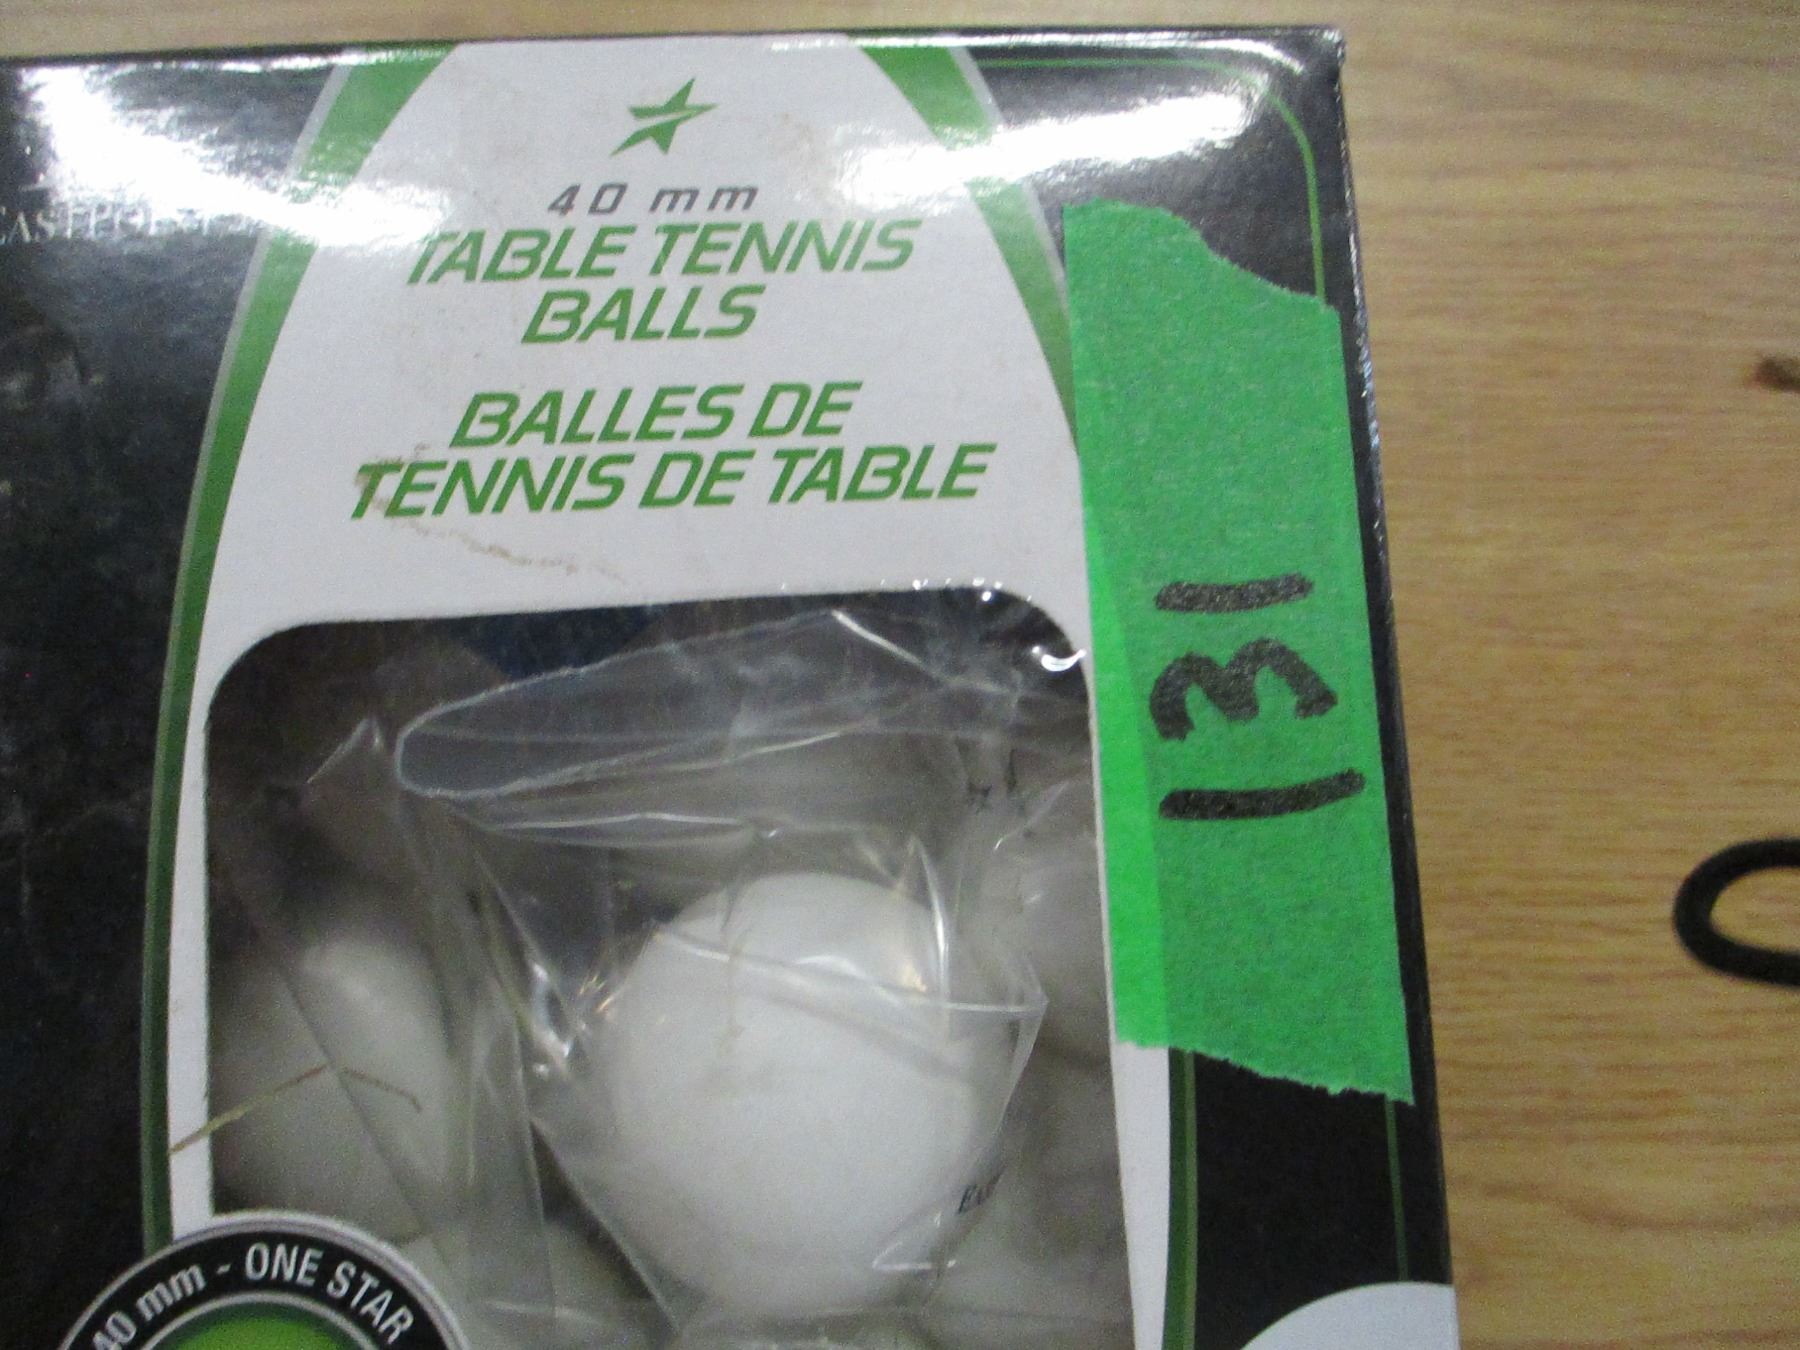 40 mm
TABLE TENNIS
BALLS
BALLES DE
TENNIS DE TABLE
131
40 mm - ONE STAR